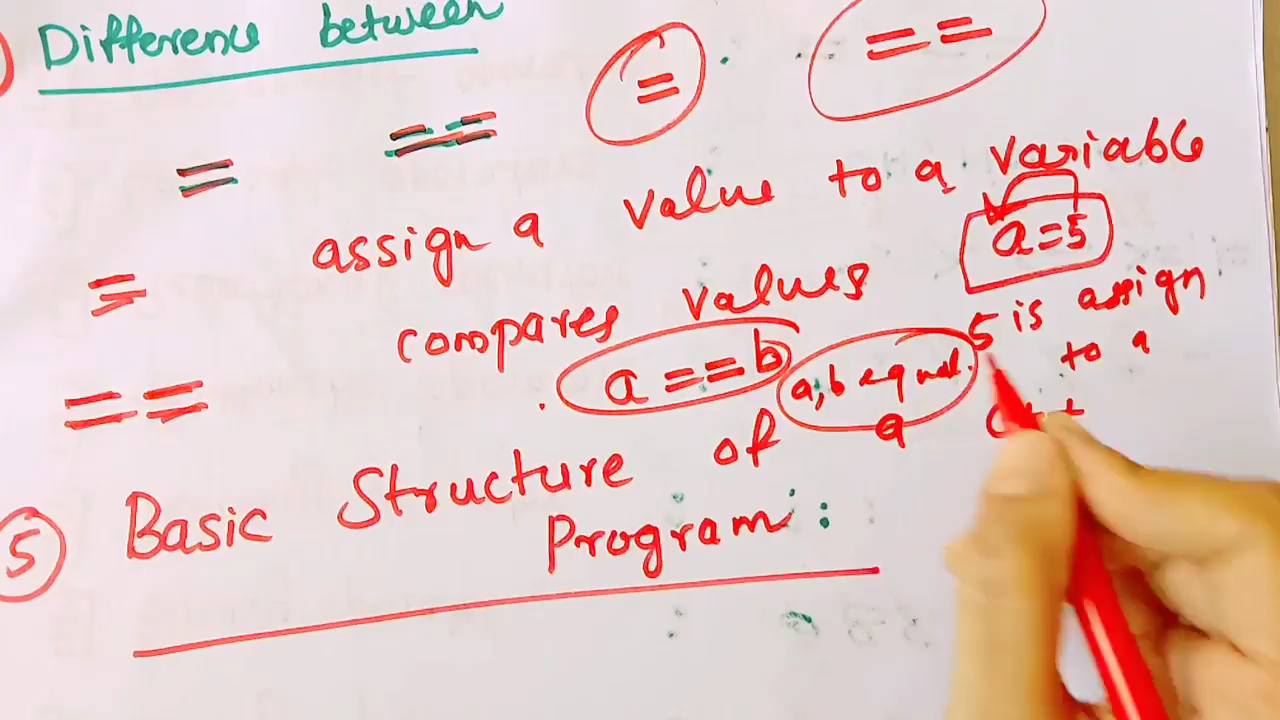 Difference between
= ==
= ==
= assign a value to a variable
a=5
== compares values
5 is assign
to a
a == b
a,b equal.
5 Basic Structure of a
Program: